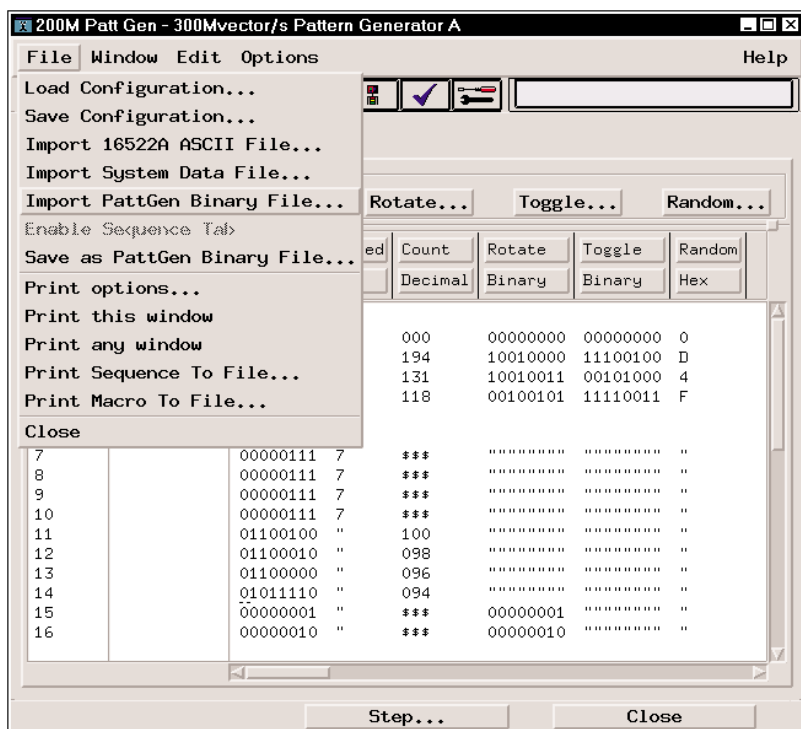 200M Patt Gen - 300Mvector/s Pattern Generator A
File Window Edit Options Help
Load Configuration...
Save Configuration...
Import 16522A ASCII File...
Import System Data File...
Import PattGen Binary File... Rotate... Toggle... Random...
Enable Sequence Tab
Save as PattGen Binary File... ed Count Rotate Toggle Random
Print options... Decimal Binary Binary Hex
Print this window
Print any window 000 00000000 00000000 0
194 10010000 11100100 D
Print Sequence To File... 131 10010011 00101000 4
Print Macro To File... 118 00100101 11110011 F
Close
7 00000111 7 $$$ """""""" """""""" "
8 00000111 7 $$$ """""""" """""""" "
9 00000111 7 $$$ """""""" """""""" "
10 00000111 7 $$$ """""""" """""""" "
11 01100100 " 100 """""""" """""""" "
12 01100010 " 098 """""""" """""""" "
13 01100000 " 096 """""""" """""""" "
14 01011110 " 094 """""""" """""""" "
15 00000001 " $$$ 00000001 """""""" "
16 00000010 " $$$ 00000010 """""""" "
Step... Close